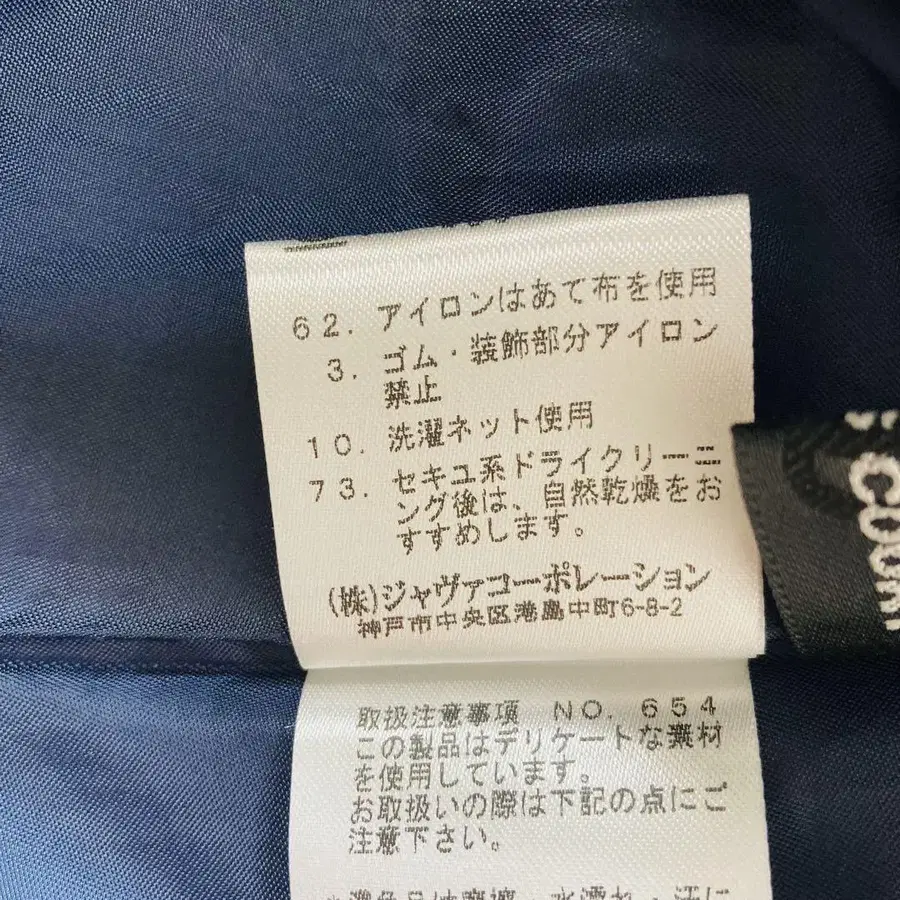 62. アイロンはあて布を使用
3. ゴム・装飾部分アイロン
禁止
10. 洗濯ネット使用
73. セキユ系ドライクリーニ
ング後は、自然乾燥をお
すすめします。
(株)ジャヴァコーポレーション
神戸市中央区港島中町6-8-2
取扱注意事項 NO. 654
この製品はデリケートな素材
を使用しています。
お取扱いの際は下記の点にご
注意下さい。